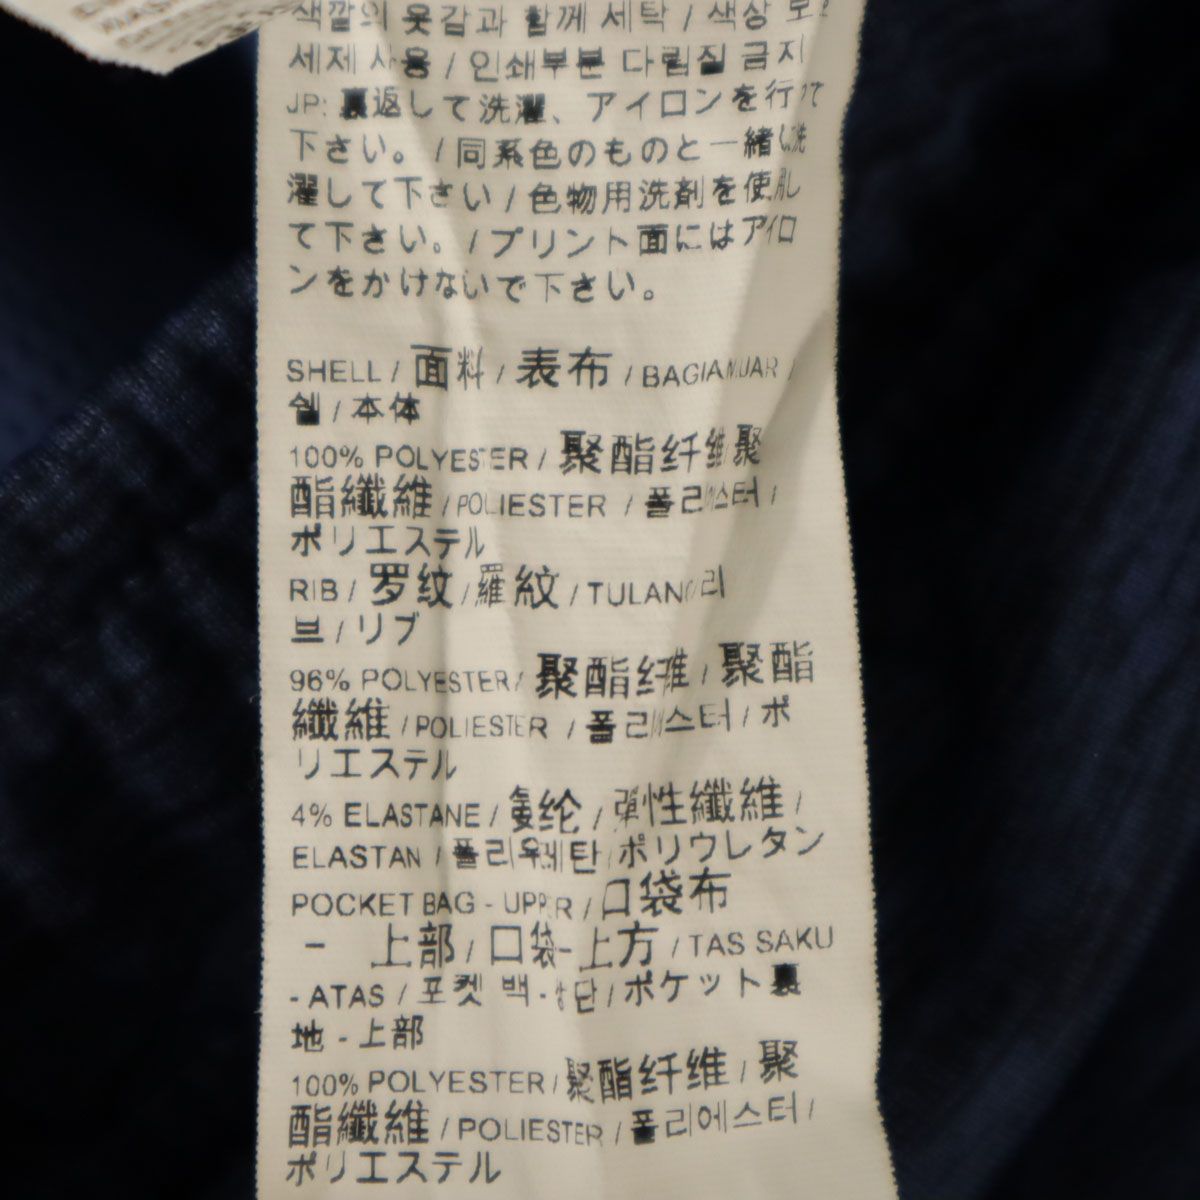 색깔의 옷감과 함께 세탁 / 색상 보호
세제 사용 / 인쇄부분 다림질 금지
JP: 裏返して洗濯、アイロンを行って
下さい。/ 同系色のものと一緒に洗
濯して下さい / 色物用洗剤を使用し
て下さい。/ プリント面にはアイロ
ンをかけないで下さい。
SHELL / 面料 / 表布 / BAGIAN LUAR /
쉘 / 本体
100% POLYESTER / 聚酯纤维 聚
酯纖維 / POLIESTER / 폴리에스터 /
ポリエステル
RIB / 罗纹 / 羅紋 / TULANG 리
브 / リブ
96% POLYESTER / 聚酯纤维 / 聚酯
纖維 / POLIESTER / 폴리에스터 / ポ
リエステル
4% ELASTANE / 氨纶 / 彈性纖維 /
ELASTAN / 폴리우레탄 / ポリウレタン
POCKET BAG - UPPER / 口袋布
- 上部 / 口袋-上方 / TAS SAKU
- ATAS / 포켓 백 - 상단 / ポケット裏
地 - 上部
100% POLYESTER / 聚酯纤维 / 聚
酯纖維 / POLIESTER / 폴리에스터 /
ポリエステル